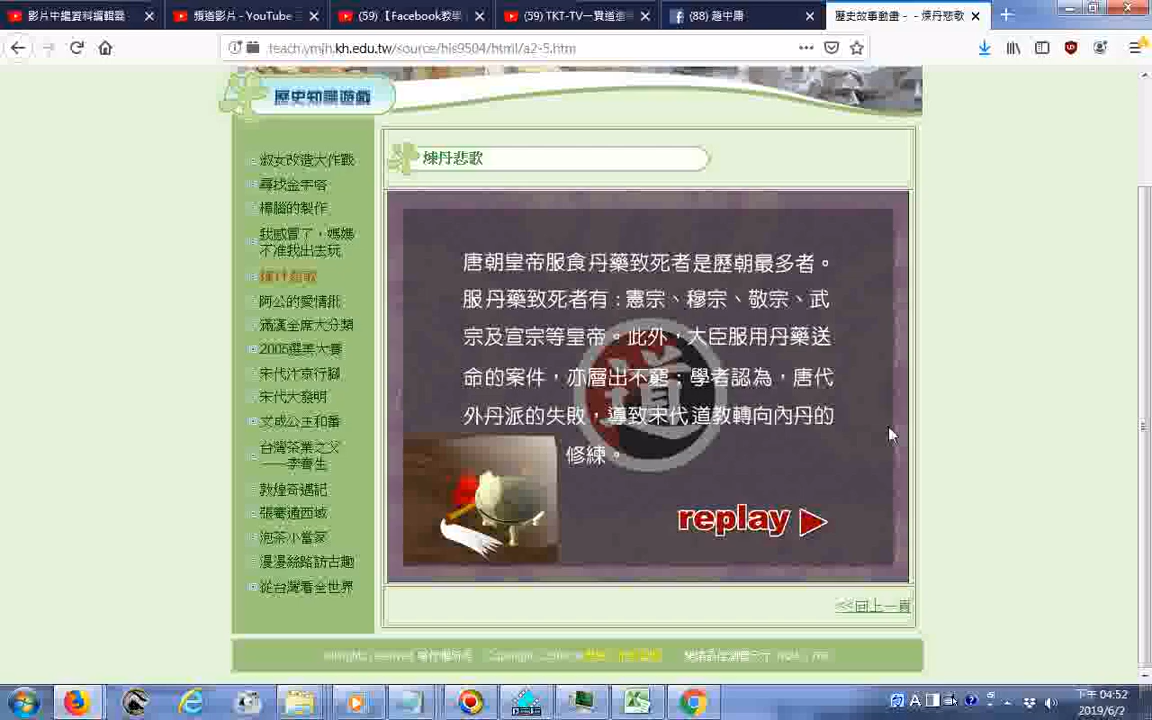 影片中繼資料編輯器
頻道影片 - YouTube
(59) 【Facebook教學
(59) TKT-TV一貫道
(88) 趙中庸
歷史故事動畫 - - 煉丹悲歌
teach.ymjh.kh.edu.tw/source/his9504/html/a2-5.htm
歷史知識遊戲
煉丹悲歌
淑女改造大作戰
尋找金字塔
樟腦的製作
我感冒了，媽媽
不准我出去玩
煉丹悲歌
阿公的愛情
滿漢全席大分類
2005選美大賽
宋代汴京行腳
宋代大發明
文成公主和番
台灣茶業之父
——李春生
敦煌奇遇記
張騫通西域
泡茶小當家
漫漫絲路訪古趣
從台灣看全世界
唐朝皇帝服食丹藥致死者是歷朝最多者。
服丹藥致死者有：憲宗、穆宗、敬宗、武
宗及宣宗等皇帝。此外，大臣服用丹藥送
命的案件，亦層出不窮；學者認為，唐代
外丹派的失敗，導致宋代道教轉向內丹的
修練。
道
replay
<<回上一頁
下午 04:52
2019/6/2